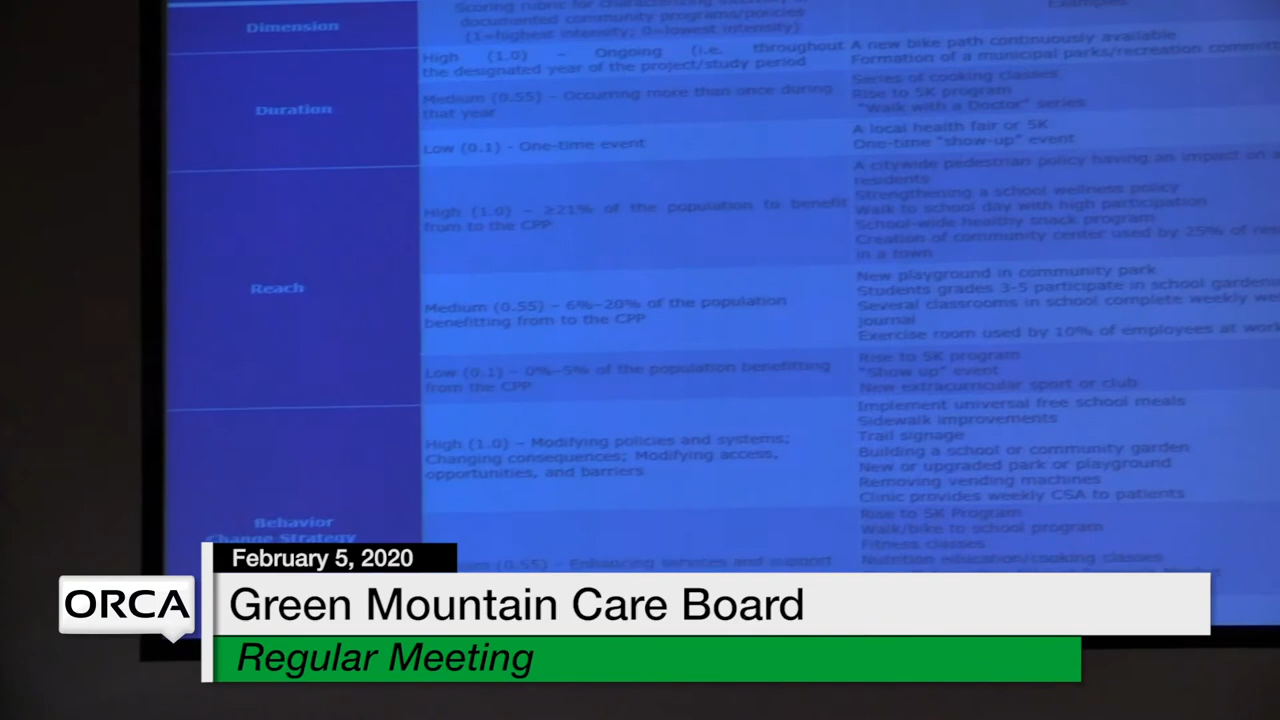 Dimension
Scoring rubric for characterizing intensity of
documented community programs/policies
(1=highest intensity; 0=lowest intensity)
Examples
Duration
High (1.0) – Ongoing (i.e. throughout
the designated year of the project/study period
A new bike path continuously available
Formation of a municipal parks/recreation
Medium (0.55) – Occurring more than once during
that year
Series of cooking classes
Rise to 5K program
"Walk with a Doctor" series
Low (0.1) - One-time event
A local health fair or 5K
One-time "show-up" event
Reach
High (1.0) – ≥21% of the population to benefit
from to the CPP
A citywide pedestrian policy having an impact on
residents
Strengthening a school wellness policy
Walk to school day with high participation
School-wide healthy snack program
Creation of community center used by 25% of
in a town
Medium (0.55) – 6%–20% of the population
benefitting from to the CPP
New playground in community park
Students grades 3-5 participate in school
Several classrooms in school complete weekly
journal
Exercise room used by 10% of employees at
Low (0.1) – 0%–5% of the population benefitting
from the CPP
Rise to 5K program
"Show up" event
New extracurricular sport or club
Behavior
Change Strategy
High (1.0) – Modifying policies and systems;
Changing consequences; Modifying access,
opportunities, and barriers
Implement universal free school meals
Sidewalk improvements
Trail signage
Building a school or community garden
New or upgraded park or playground
Removing vending machines
Clinic provides weekly CSA to patients
(0.55) – Enhancing services and support
Rise to 5K Program
Walk/bike to school program
Fitness classes
Nutrition education/cooking classes
February 5, 2020
ORCA
Green Mountain Care Board
Regular Meeting